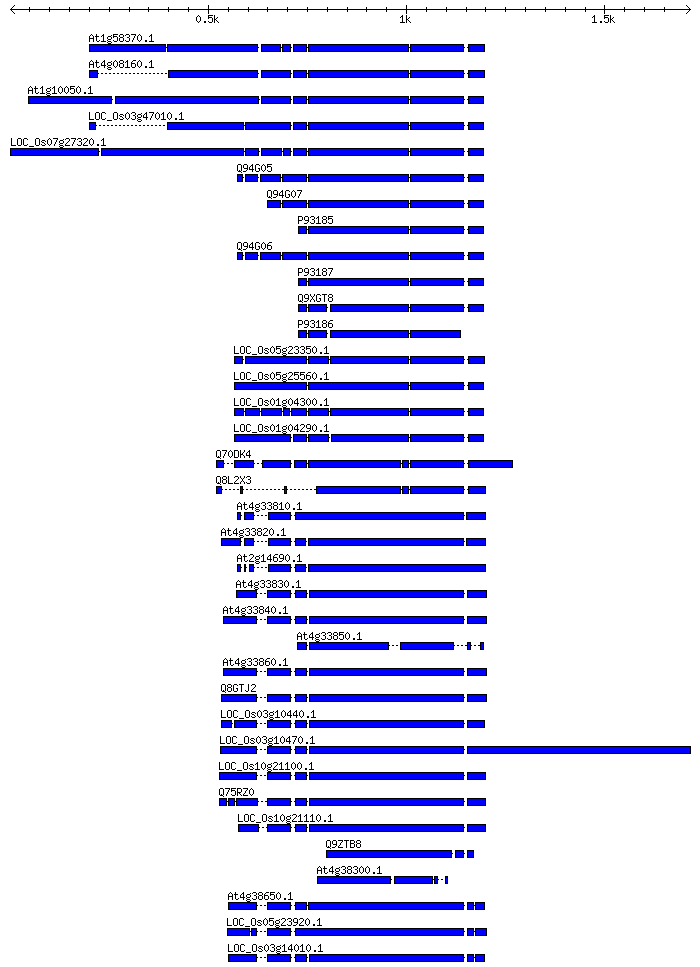 0.5k 1k 1.5k
At1g58370.1
At4g08160.1
At1g10050.1
LOC_Os03g47010.1
LOC_Os07g27320.1
Q94G05
Q94G07
P93185
Q94G06
P93187
Q9XGT8
P93186
LOC_Os05g23350.1
LOC_Os05g25560.1
LOC_Os01g04300.1
LOC_Os01g04290.1
Q70DK4
Q8L2X3
At4g33810.1
At4g33820.1
At2g14690.1
At4g33830.1
At4g33840.1
At4g33850.1
At4g33860.1
Q8GTJ2
LOC_Os03g10440.1
LOC_Os03g10470.1
LOC_Os10g21100.1
Q75RZ0
LOC_Os10g21110.1
Q9ZTB8
At4g38300.1
At4g38650.1
LOC_Os05g23920.1
LOC_Os03g14010.1